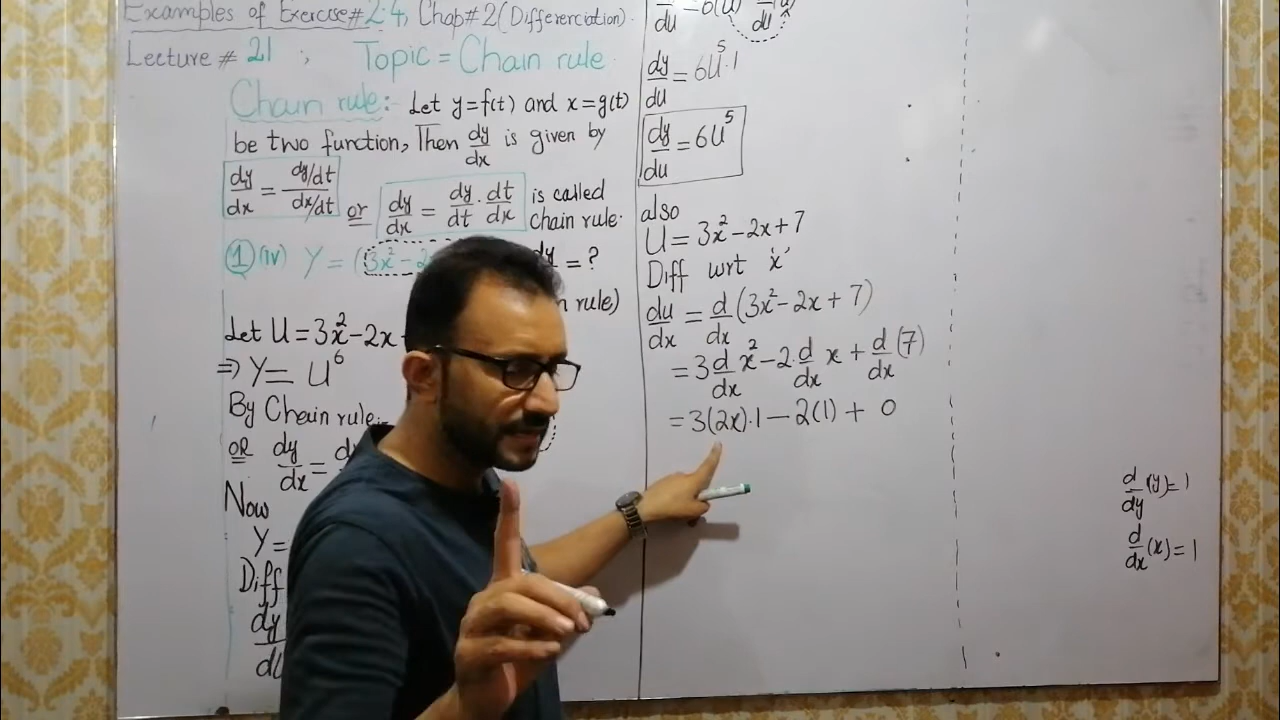 Examples of Exercise# 2.4, Chap# 2 (Differerciation).
Lecture # 21 ; Topic = Chain rule
Chain rule:- Let y=f(t) and x=g(t)
be two function, Then dy/dx is given by
dy/dx = dy/dt / dx/dt or dy/dx = dy/dt . dt/dx is called
chain rule.
1 (iv) Y = (3x² - 2 dy = ?
rule)
Let U = 3x² - 2x
⇒ Y = U⁶
By Chain rule
OR dy/dx =
Now
Y =
Diff
dy
du
dy/du = 6U⁵.1
dy/du = 6U⁵
also
U = 3x² - 2x + 7
Diff wrt 'x'
du/dx = d/dx (3x² - 2x + 7)
= 3 d/dx x² - 2. d/dx x + d/dx (7)
= 3(2x).1 - 2(1) + 0
d/dy (y) = 1
d/dx (x) = 1